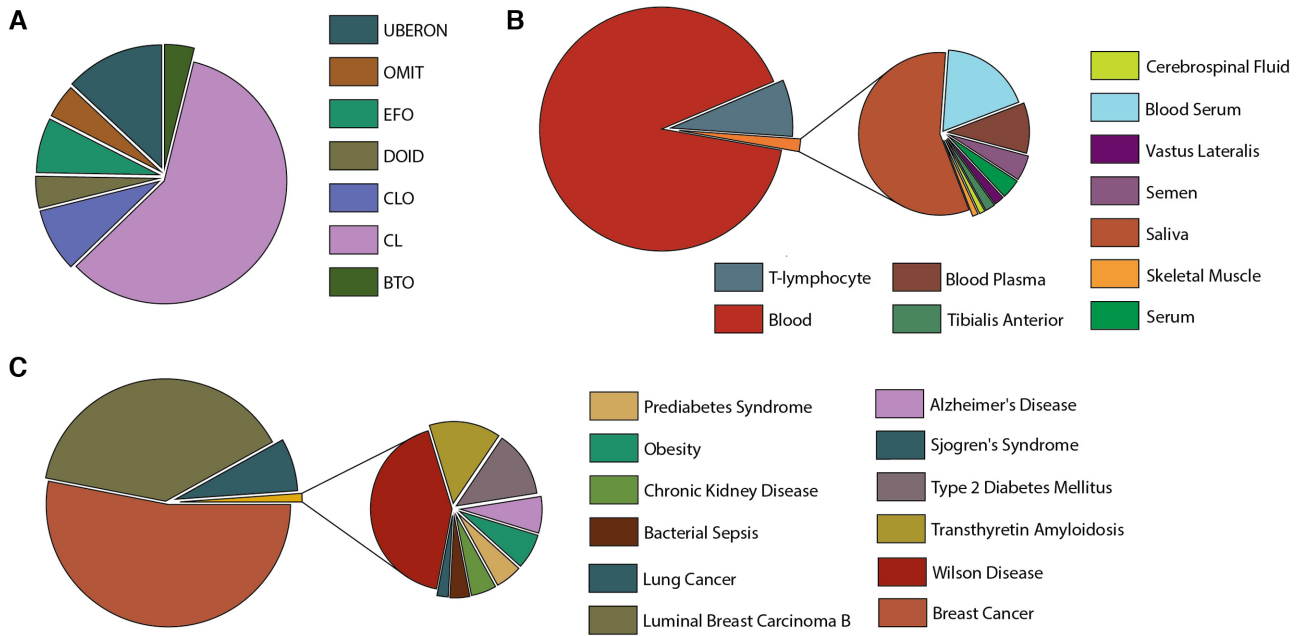 A
UBERON
OMIT
EFO
DOID
CLO
CL
BTO
B
Cerebrospinal Fluid
Blood Serum
Vastus Lateralis
Semen
Saliva
Skeletal Muscle
Serum
T-lymphocyte
Blood
Blood Plasma
Tibialis Anterior
C
Prediabetes Syndrome
Obesity
Chronic Kidney Disease
Bacterial Sepsis
Lung Cancer
Luminal Breast Carcinoma B
Alzheimer's Disease
Sjogren's Syndrome
Type 2 Diabetes Mellitus
Transthyretin Amyloidosis
Wilson Disease
Breast Cancer